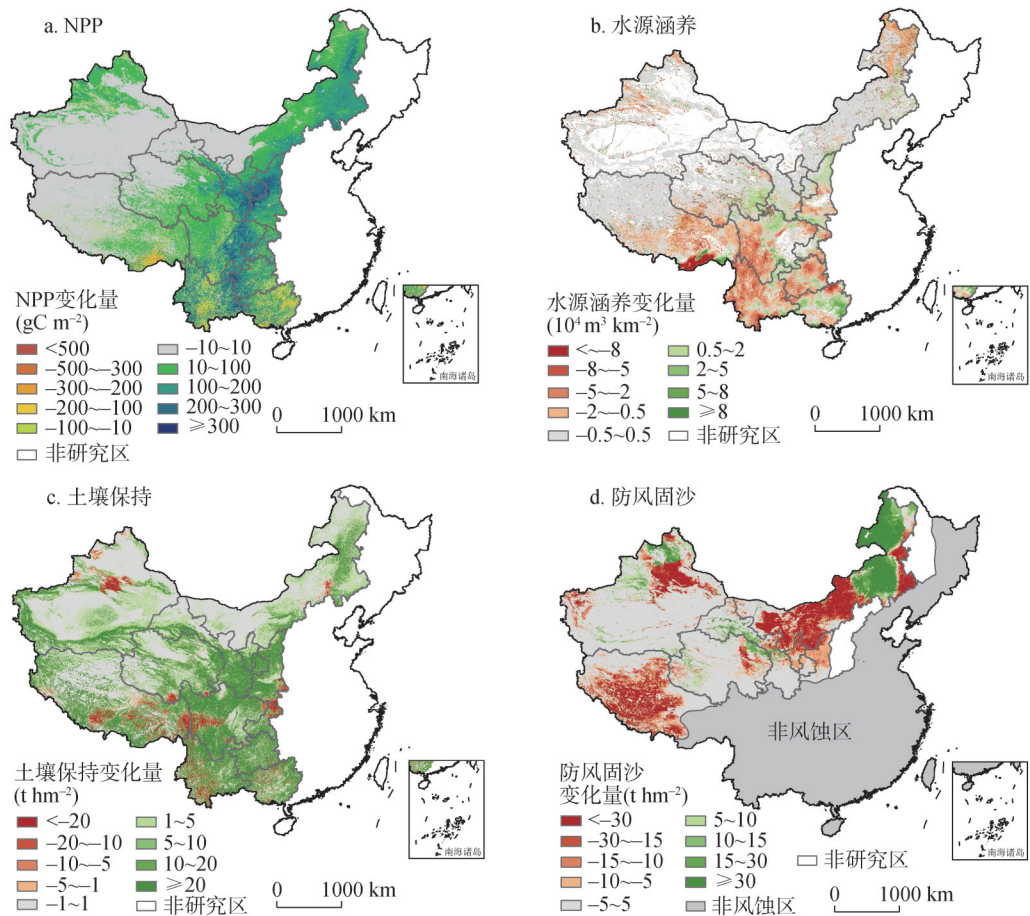 a. NPP
NPP变化量
(gC m⁻²)
<500
–500~–300
–300~–200
–200~–100
–100~–10
–10~10
10~100
100~200
200~300
≥300
非研究区
0 1000 km
南海诸岛
b. 水源涵养
水源涵养变化量
(10⁴ m³ km⁻²)
<~–8
–8~–5
–5~–2
–2~–0.5
–0.5~0.5
0.5~2
2~5
5~8
≥8
非研究区
0 1000 km
南海诸岛
c. 土壤保持
土壤保持变化量
(t hm⁻²)
<–20
–20~–10
–10~–5
–5~–1
–1~1
1~5
5~10
10~20
≥20
非研究区
0 1000 km
南海诸岛
d. 防风固沙
非风蚀区
防风固沙
变化量(t hm⁻²)
<–30
–30~–15
–15~–10
–10~–5
–5~5
5~10
10~15
15~30
≥30
非研究区
非风蚀区
0 1000 km
南海诸岛